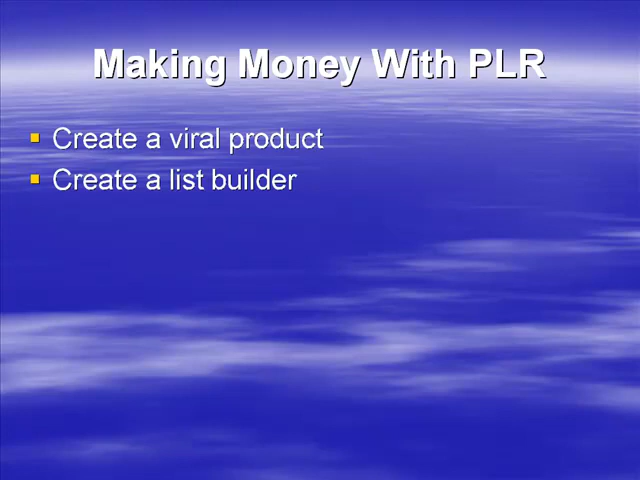 Making Money With PLR
Create a viral product
Create a list builder